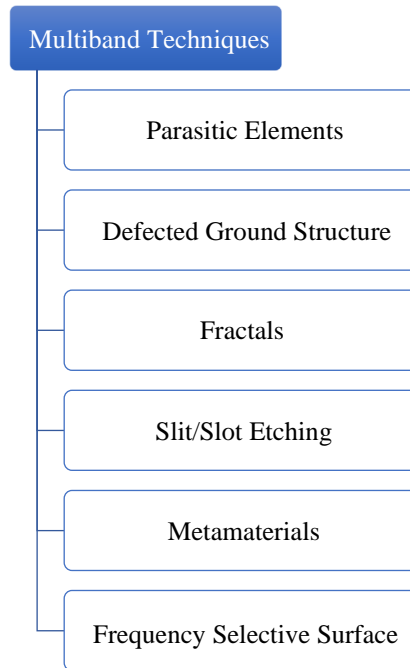 Multiband Techniques
Parasitic Elements
Defected Ground Structure
Fractals
Slit/Slot Etching
Metamaterials
Frequency Selective Surface